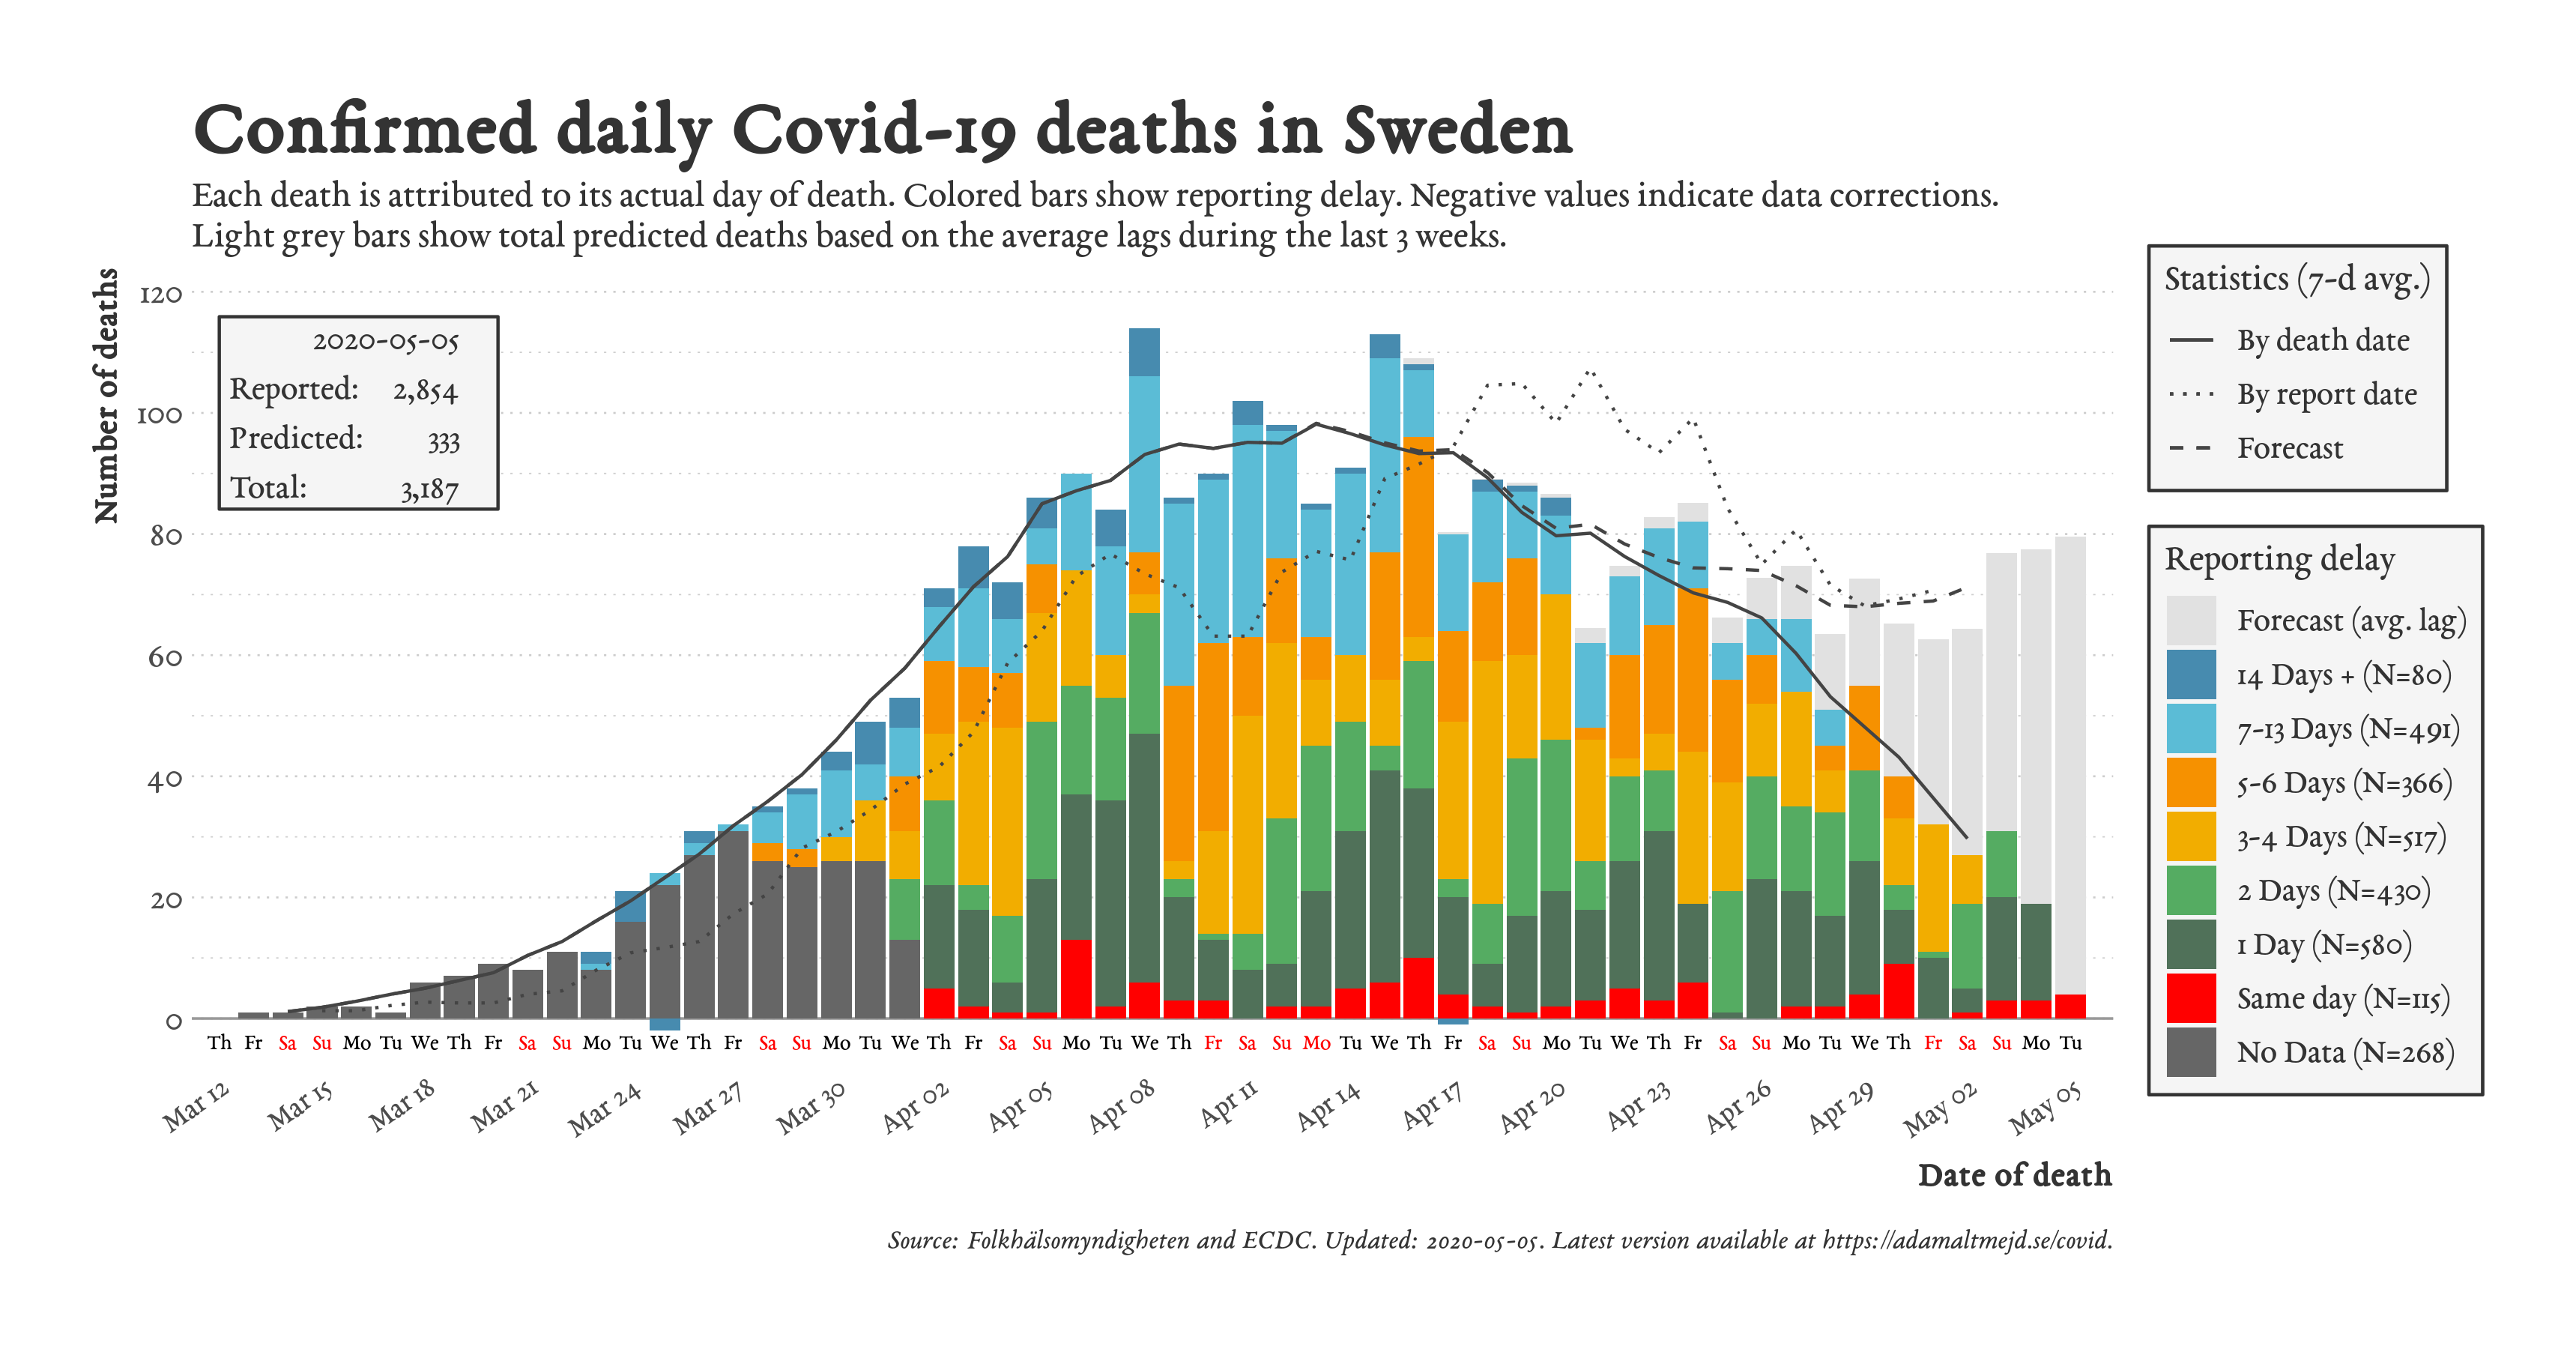 Confirmed daily Covid-19 deaths in Sweden
Each death is attributed to its actual day of death. Colored bars show reporting delay. Negative values indicate data corrections.
Light grey bars show total predicted deaths based on the average lags during the last 3 weeks.
Number of deaths
120
100
80
60
40
20
0
2020-05-05
Reported: 2,854
Predicted: 333
Total: 3,187
Statistics (7-d avg.)
By death date
By report date
Forecast
Reporting delay
Forecast (avg. lag)
14 Days + (N=80)
7-13 Days (N=491)
5-6 Days (N=366)
3-4 Days (N=517)
2 Days (N=430)
1 Day (N=580)
Same day (N=115)
No Data (N=268)
Th Fr Sa Su Mo Tu We Th Fr Sa Su Mo Tu We Th Fr Sa Su Mo Tu We Th Fr Sa Su Mo Tu We Th Fr Sa Su Mo Tu We Th Fr Sa Su Mo Tu We Th Fr Sa Su Mo Tu We Th Fr Sa Su Mo Tu
Mar 12 Mar 15 Mar 18 Mar 21 Mar 24 Mar 27 Mar 30 Apr 02 Apr 05 Apr 08 Apr 11 Apr 14 Apr 17 Apr 20 Apr 23 Apr 26 Apr 29 May 02 May 05
Date of death
Source: Folkhälsomyndigheten and ECDC. Updated: 2020-05-05. Latest version available at https://adamaltmejd.se/covid.